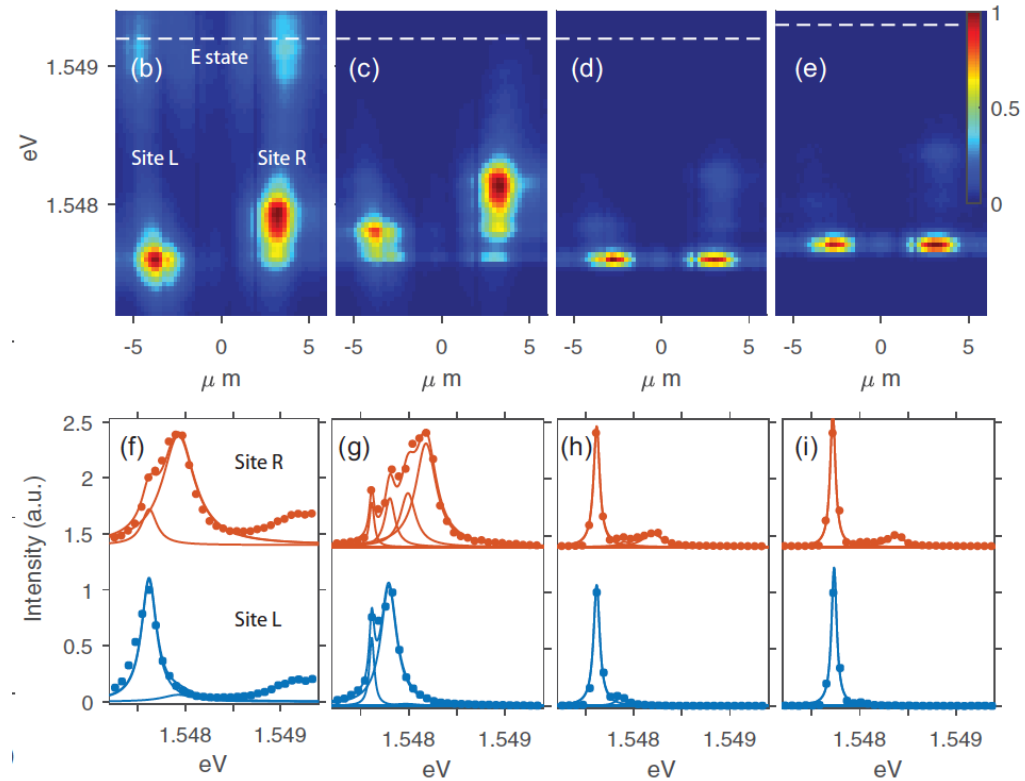 (b) E state (c) (d) (e) 1
1.549
0.5
eV
Site L Site R
1.548
0
-5 0 5 -5 0 5 -5 0 5 -5 0 5
μ m μ m μ m μ m
2.5
(f) (g) (h) (i)
Site R
2
1.5
Intensity (a.u.)
1
Site L
0.5
0
1.548 1.549 1.548 1.549 1.548 1.549 1.548 1.549
eV eV eV eV